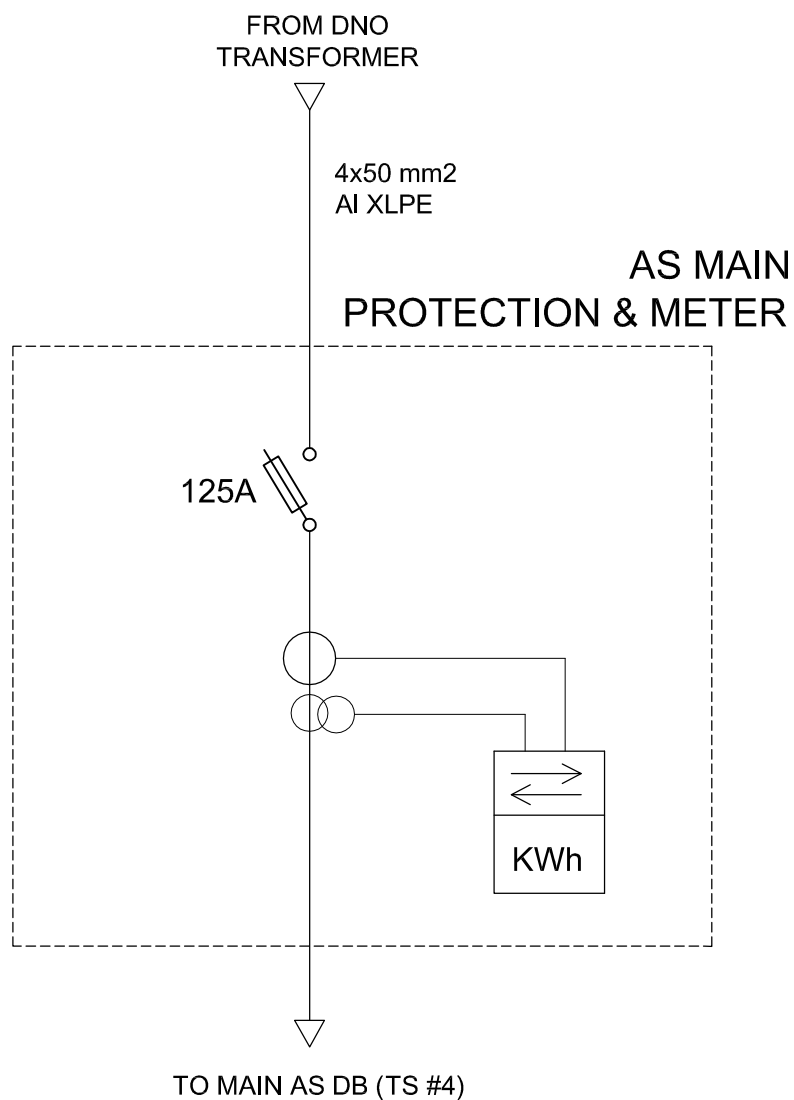 FROM DNO
TRANSFORMER
4x50 mm2
Al XLPE
AS MAIN
PROTECTION & METER
125A
KWh
TO MAIN AS DB (TS #4)